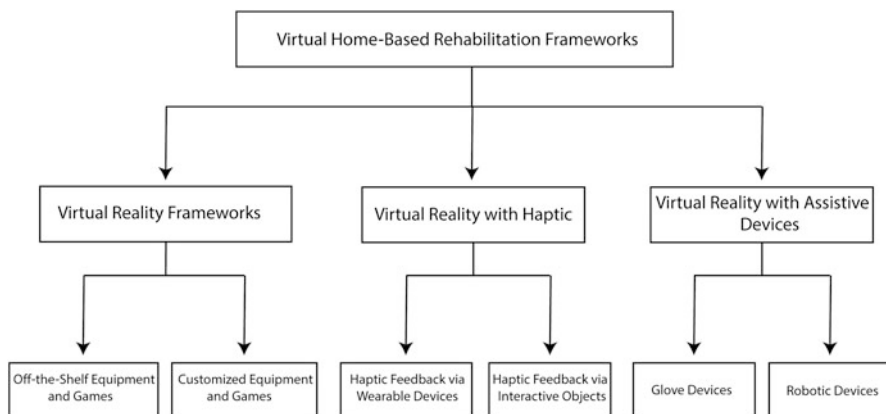 Virtual Home-Based Rehabilitation Frameworks
Virtual Reality Frameworks
Virtual Reality with Haptic
Virtual Reality with Assistive
Devices
Off-the-Shelf Equipment
and Games
Customized Equipment
and Games
Haptic Feedback via
Wearable Devices
Haptic Feedback via
Interactive Objects
Glove Devices
Robotic Devices